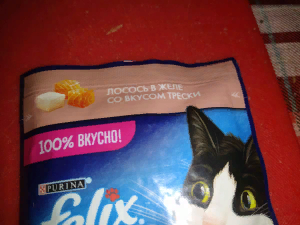 ЛОСОСЬ В ЖЕЛЕ
СО ВКУСОМ ТРЕСКИ
100% ВКУСНО!
PURINA
felix